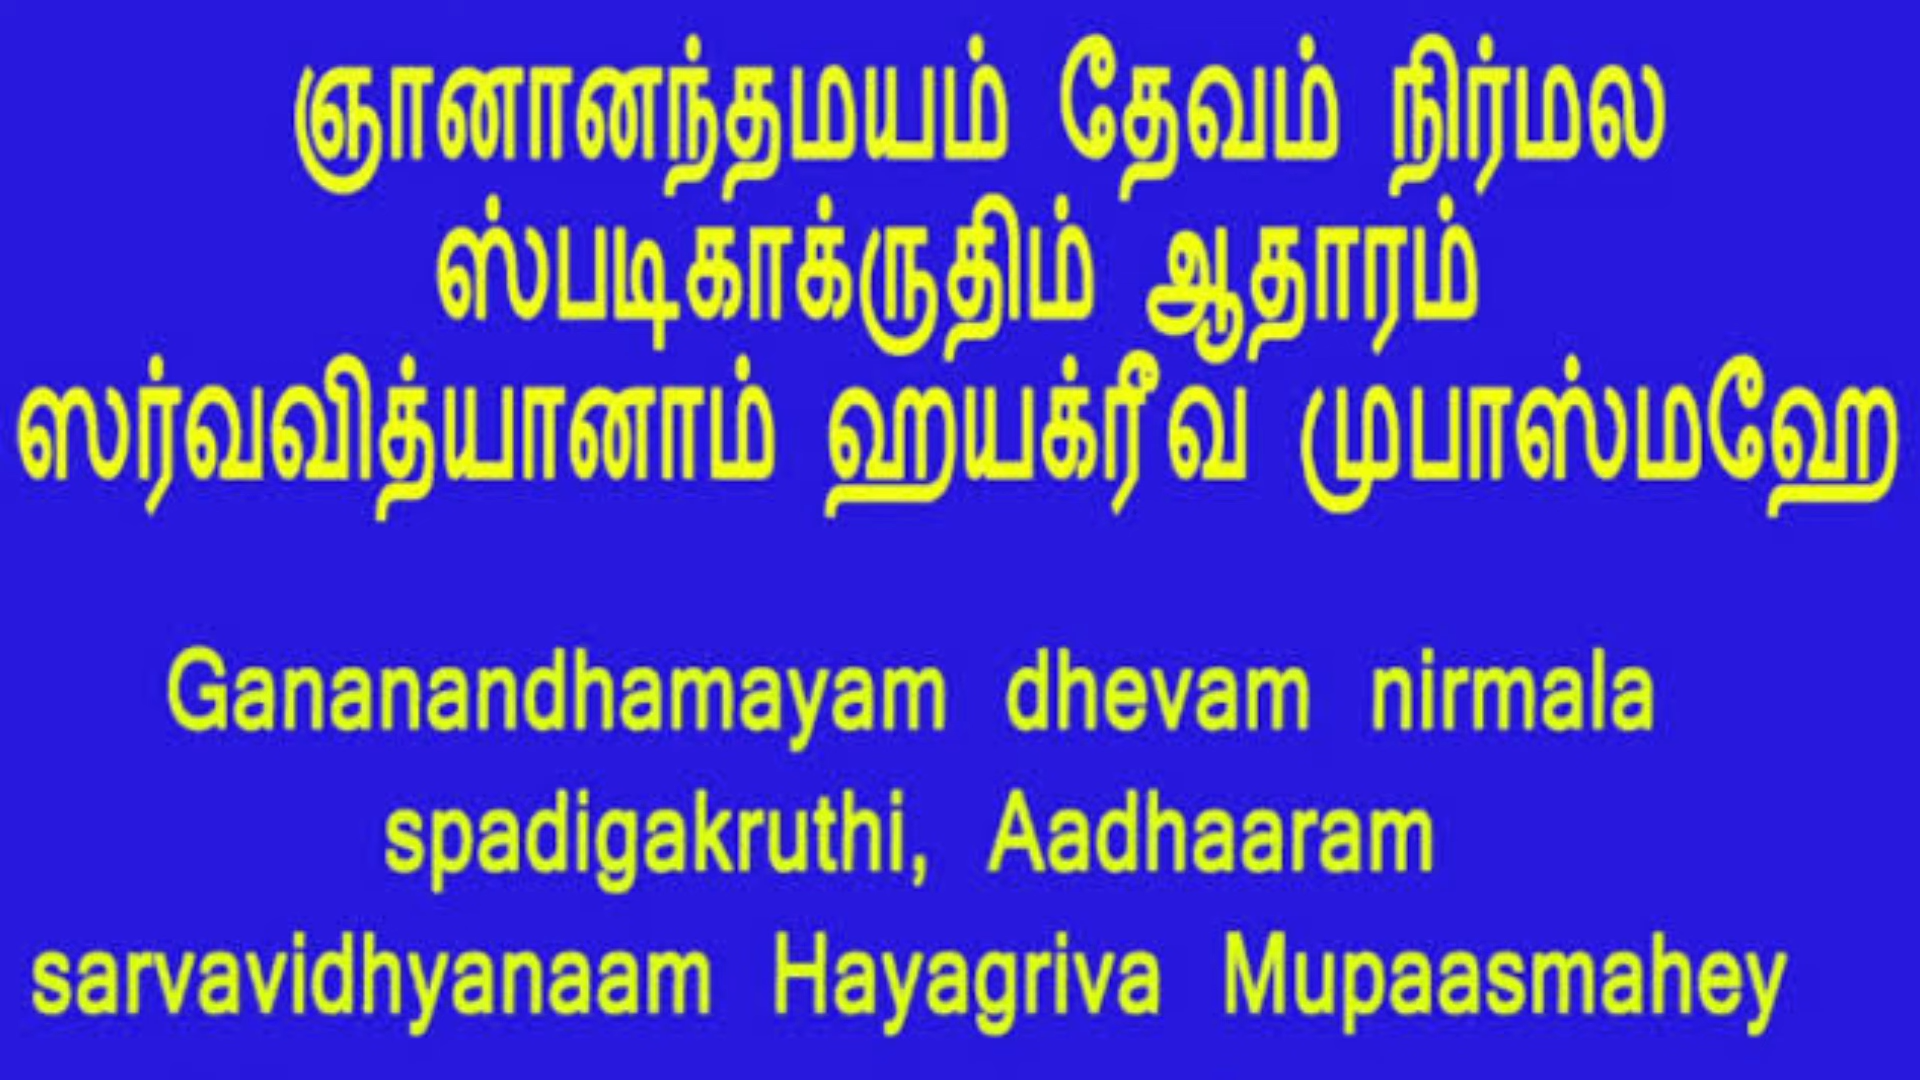 ஞானானந்தமயம் தேவம் நிர்மல
ஸ்படிகாக்ருதிம் ஆதாரம்
ஸர்வவித்யானாம் ஹயக்ரீவ முபாஸ்மஹே
Gananandhamayam dhevam nirmala
spadigakruthi, Aadhaaram
sarvavidhyanaam Hayagriva Mupaasmahey